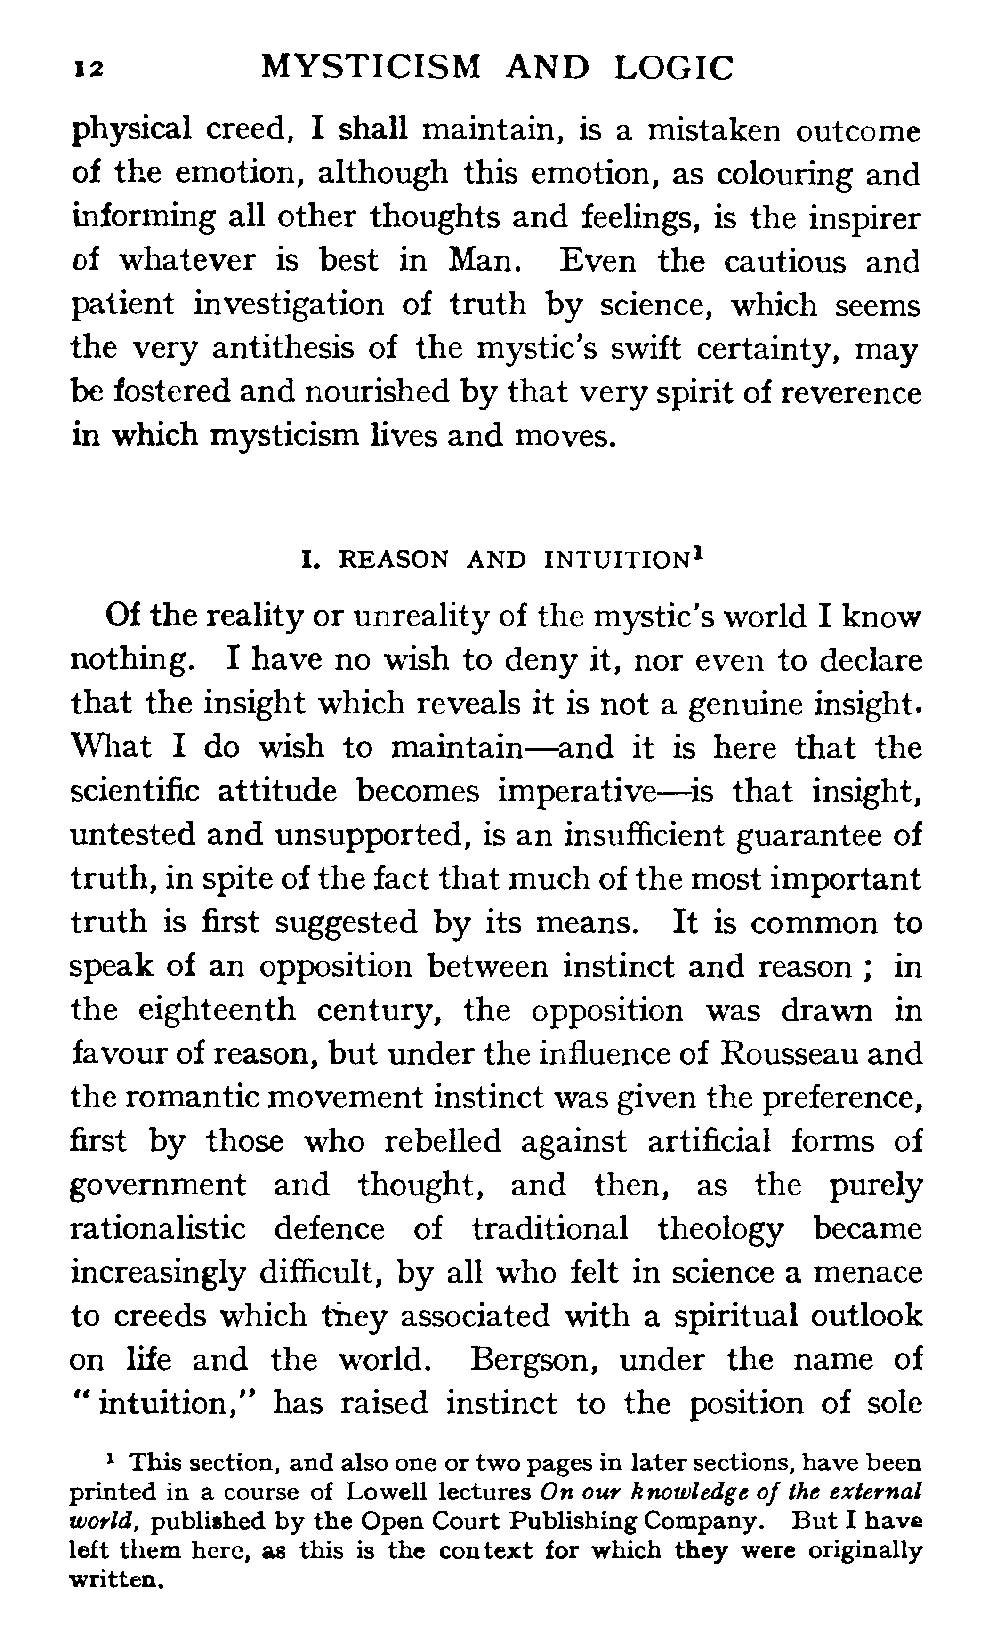 12 MYSTICISM AND LOGIC
physical creed, I shall maintain, is a mistaken outcome
of the emotion, although this emotion, as colouring and
informing all other thoughts and feelings, is the inspirer
of whatever is best in Man. Even the cautious and
patient investigation of truth by science, which seems
the very antithesis of the mystic's swift certainty, may
be fostered and nourished by that very spirit of reverence
in which mysticism lives and moves.
I. REASON AND INTUITION¹
Of the reality or unreality of the mystic's world I know
nothing. I have no wish to deny it, nor even to declare
that the insight which reveals it is not a genuine insight.
What I do wish to maintain—and it is here that the
scientific attitude becomes imperative—is that insight,
untested and unsupported, is an insufficient guarantee of
truth, in spite of the fact that much of the most important
truth is first suggested by its means. It is common to
speak of an opposition between instinct and reason ; in
the eighteenth century, the opposition was drawn in
favour of reason, but under the influence of Rousseau and
the romantic movement instinct was given the preference,
first by those who rebelled against artificial forms of
government and thought, and then, as the purely
rationalistic defence of traditional theology became
increasingly difficult, by all who felt in science a menace
to creeds which they associated with a spiritual outlook
on life and the world. Bergson, under the name of
"intuition," has raised instinct to the position of sole
¹ This section, and also one or two pages in later sections, have been
printed in a course of Lowell lectures On our knowledge of the external
world, published by the Open Court Publishing Company. But I have
left them here, as this is the context for which they were originally
written.